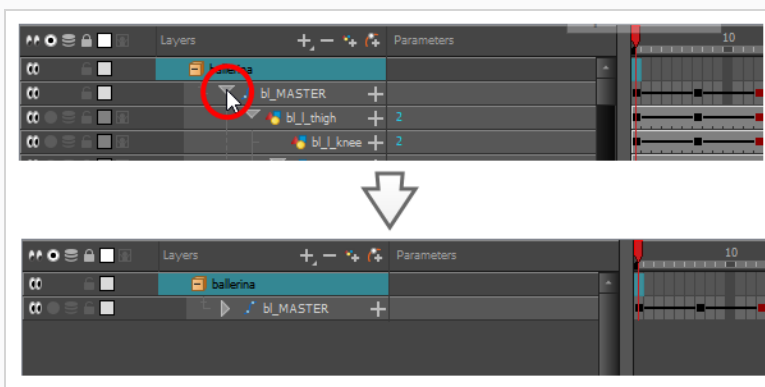 Layers Parameters 10
ballerina
bl_MASTER
bl_l_thigh 2
bl_l_knee 2
Layers Parameters 10
ballerina
bl_MASTER